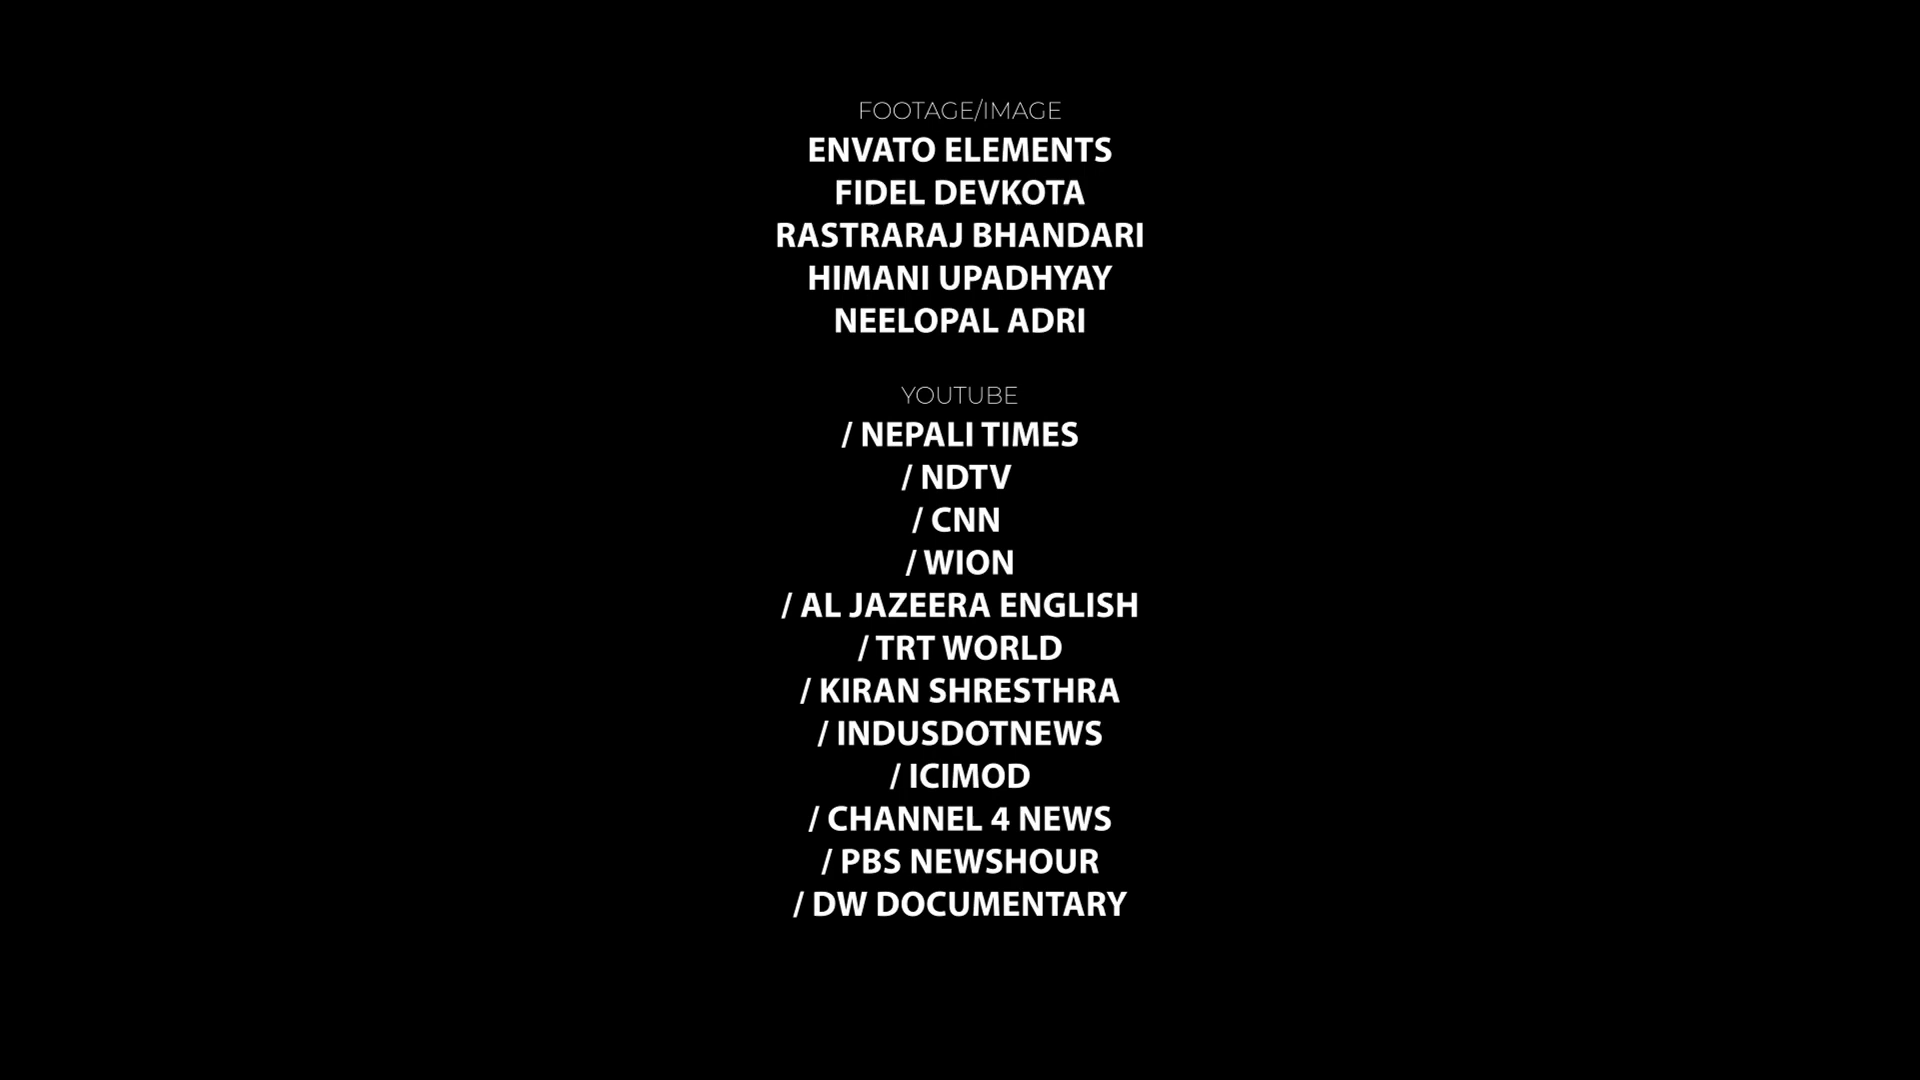 FOOTAGE/IMAGE
ENVATO ELEMENTS
FIDEL DEVKOTA
RASTRARAJ BHANDARI
HIMANI UPADHYAY
NEELOPAL ADRI
YOUTUBE
/ NEPALI TIMES
/ NDTV
/ CNN
/ WION
/ AL JAZEERA ENGLISH
/ TRT WORLD
/ KIRAN SHRESTHRA
/ INDUSDOTNEWS
/ ICIMOD
/ CHANNEL 4 NEWS
/ PBS NEWSHOUR
/ DW DOCUMENTARY